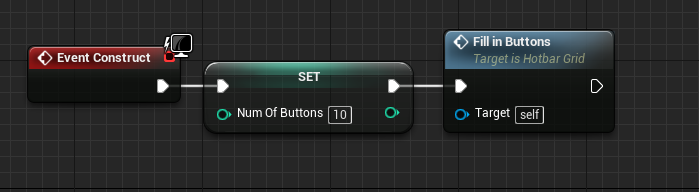 Event Construct
SET
Num Of Buttons 10
Fill in Buttons
Target is Hotbar Grid
Target self